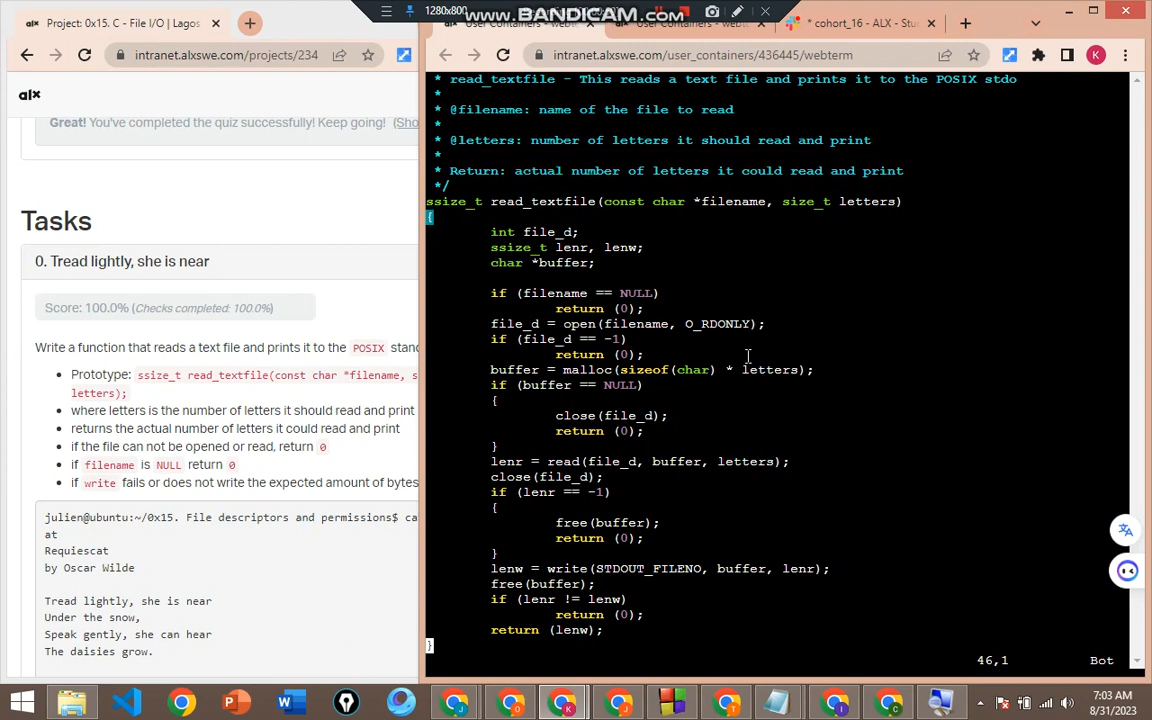 1280x800
www.BANDICAM.com
Project: 0x15. C - File I/O | Lagos
* cohort_16 - ALX - Stu
intranet.alxswe.com/projects/234
intranet.alxswe.com/user_containers/436445/webterm
K
alx
Great! You've completed the quiz successfully! Keep going! (Sho
Tasks
0. Tread lightly, she is near
Score: 100.0% (Checks completed: 100.0%)
Write a function that reads a text file and prints it to the POSIX stan
• Prototype: ssize_t read_textfile(const char *filename, s
letters);
• where letters is the number of letters it should read and print
• returns the actual number of letters it could read and print
• if the file can not be opened or read, return 0
• if filename is NULL return 0
• if write fails or does not write the expected amount of bytes
julien@ubuntu:~/0x15. File descriptors and permissions$ ca
at
Requiescat
by Oscar Wilde
Tread lightly, she is near
Under the snow,
Speak gently, she can hear
The daisies grow.
* read_textfile - This reads a text file and prints it to the POSIX stdo
*
* @filename: name of the file to read
*
* @letters: number of letters it should read and print
*
* Return: actual number of letters it could read and print
*/
ssize_t read_textfile(const char *filename, size_t letters)
{
int file_d;
ssize_t lenr, lenw;
char *buffer;
if (filename == NULL)
return (0);
file_d = open(filename, O_RDONLY);
if (file_d == -1)
return (0);
buffer = malloc(sizeof(char) * letters);
if (buffer == NULL)
{
close(file_d);
return (0);
}
lenr = read(file_d, buffer, letters);
close(file_d);
if (lenr == -1)
{
free(buffer);
return (0);
}
lenw = write(STDOUT_FILENO, buffer, lenr);
free(buffer);
if (lenr != lenw)
return (0);
return (lenw);
}
46,1 Bot
7:03 AM
8/31/2023